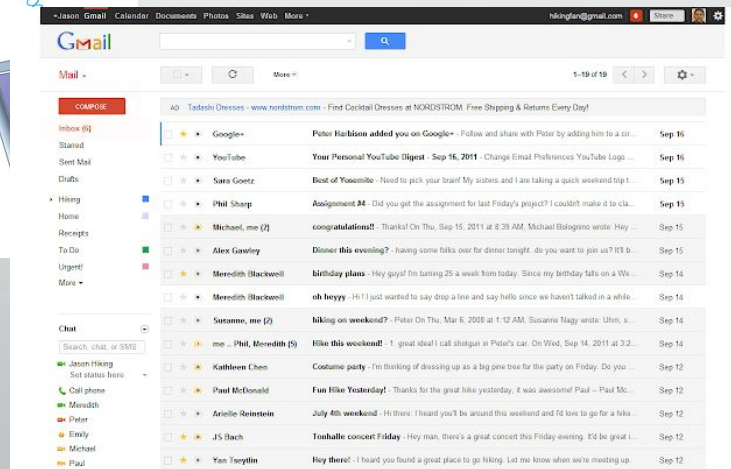 +Jason Gmail Calendar Documents Photos Sites Web More
hikingfan@gmail.com Share
Gmail
Mail
More
1–19 of 19
COMPOSE
AD Tadashi Dresses - www.nordstrom.com - Find Cocktail Dresses at NORDSTROM. Free Shipping & Returns Every Day!
Inbox (6)
Starred
Sent Mail
Drafts
Hiking
Home
Receipts
To Do
Urgent!
More
Google+ Peter Harbison added you on Google+ - Follow and share with Peter by adding him to a cir... Sep 16
YouTube Your Personal YouTube Digest - Sep 16, 2011 - Change Email Preferences YouTube Logo ... Sep 16
Sara Goetz Best of Yosemite - Need to pick your brain! My sisters and I are taking a quick weekend trip t... Sep 15
Phil Sharp Assignment #4 - Did you get the assignment for last Friday's project? I couldn't make it to cla... Sep 15
Michael, me (2) congratulations!! - Thanks! On Thu, Sep 15, 2011 at 8:39 AM, Michael Bolognino wrote: Hey ... Sep 15
Alex Gawley Dinner this evening? - having some folks over for dinner tonight. do you want to join us? It'll b... Sep 15
Meredith Blackwell birthday plans - Hey guys! I'm turning 25 a week from today. Since my birthday falls on a We... Sep 14
Meredith Blackwell oh heyyy - Hi! I just wanted to say drop a line and say hello since we haven't talked in a while... Sep 14
Susanne, me (2) hiking on weekend? - Peter On Thu, Mar 6, 2008 at 1:12 AM, Susanne Nagy wrote: Uhm, s... Sep 14
me .. Phil, Meredith (5) Hike this weekend! - 1. great idea! I call shotgun in Peter's car. On Wed, Sep 14, 2011 at 3:2... Sep 14
Kathleen Chen Costume party - I'm thinking of dressing up as a big pine tree for the party on Friday. Do you ... Sep 12
Paul McDonald Fun Hike Yesterday! - Thanks for the great hike yesterday, it was awesome! Paul -- Paul Mc... Sep 12
Arielle Reinstein July 4th weekend - Hi there: I heard you'll be around this weekend and I'd love to go for a hike... Sep 12
JS Bach Tonhalle concert Friday - Hey man, there's a great concert this Friday evening. It'd be great i... Sep 12
Yan Tseytlin Hey there! - I heard you found a great place to go hiking. Let me know when we're meeting up. Sep 12
Chat
Search, chat, or SMS
Jason Hiking
Set status here
Call phone
Meredith
Peter
Emily
Michael
Paul